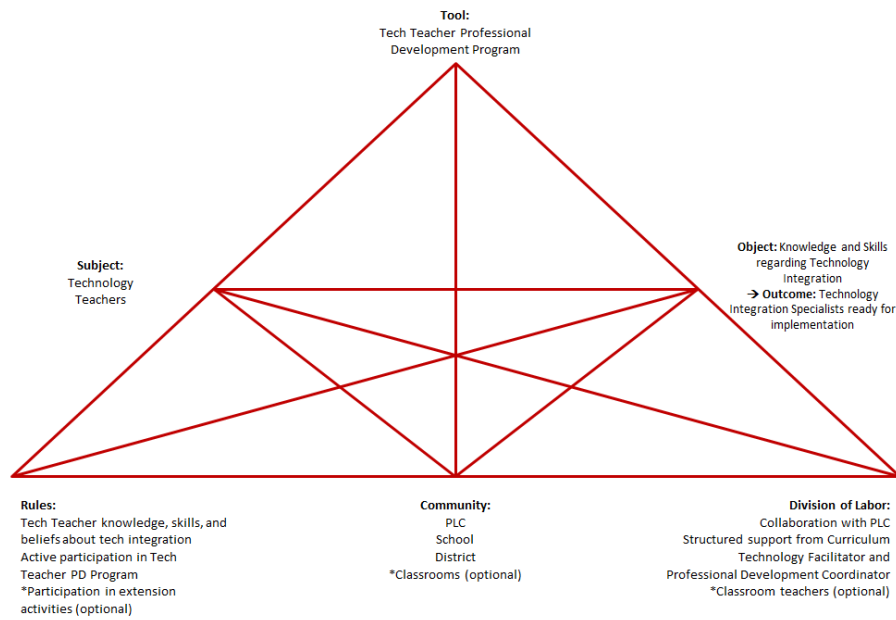 Tool:
Tech Teacher Professional
Development Program
Subject:
Technology
Teachers
Object: Knowledge and Skills
regarding Technology
Integration
→ Outcome: Technology
Integration Specialists ready for
implementation
Rules:
Tech Teacher knowledge, skills, and
beliefs about tech integration
Active participation in Tech
Teacher PD Program
*Participation in extension
activities (optional)
Community:
PLC
School
District
*Classrooms (optional)
Division of Labor:
Collaboration with PLC
Structured support from Curriculum
Technology Facilitator and
Professional Development Coordinator
*Classroom teachers (optional)